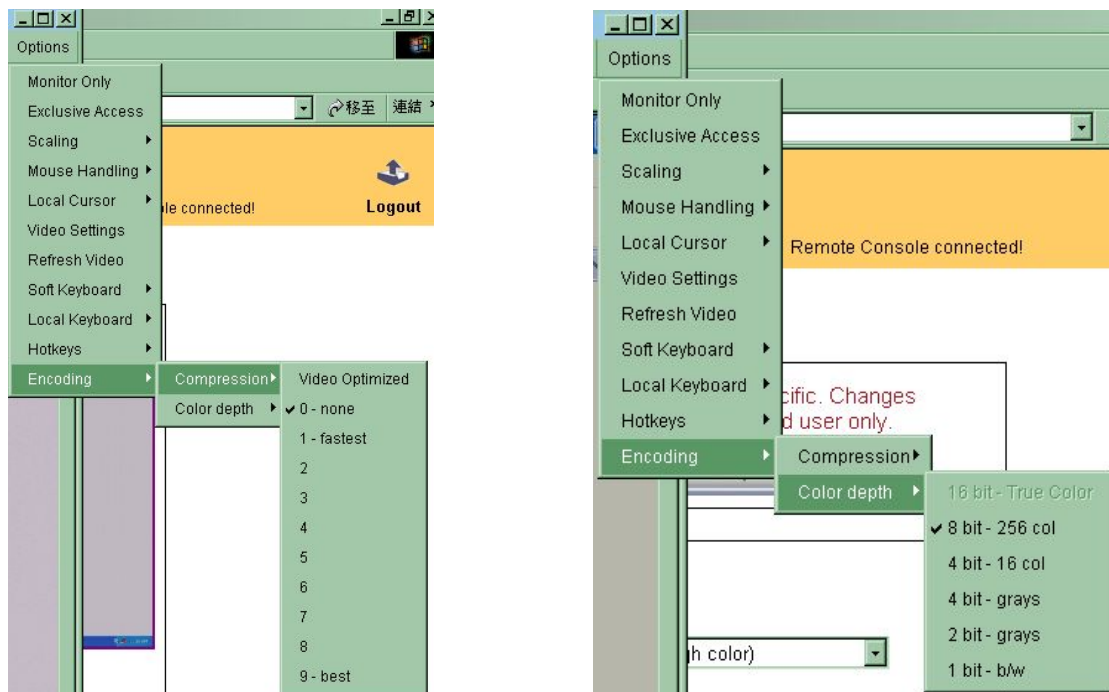 Options
Monitor Only
Exclusive Access
移至 連結
Scaling
Mouse Handling
Local Cursor
le connected!
Logout
Video Settings
Refresh Video
Soft Keyboard
Local Keyboard
Hotkeys
Encoding
Compression
Video Optimized
Color depth
0 - none
1 - fastest
2
3
4
5
6
7
8
9 - best
Options
Monitor Only
Exclusive Access
Scaling
Mouse Handling
Local Cursor
Remote Console connected!
Video Settings
Refresh Video
Soft Keyboard
Local Keyboard
cific. Changes
Hotkeys
d user only.
Encoding
Compression
Color depth
16 bit - True Color
8 bit - 256 col
4 bit - 16 col
4 bit - grays
2 bit - grays
1 bit - b/w
h color)